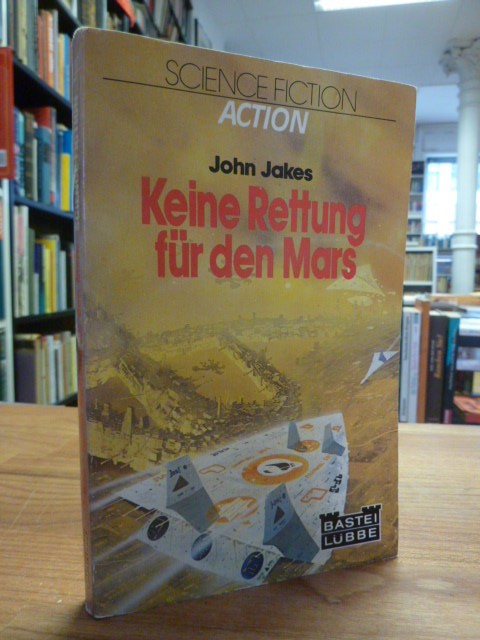 SCIENCE FICTION
ACTION
John Jakes
Keine Rettung
für den Mars
BASTEI
LÜBBE